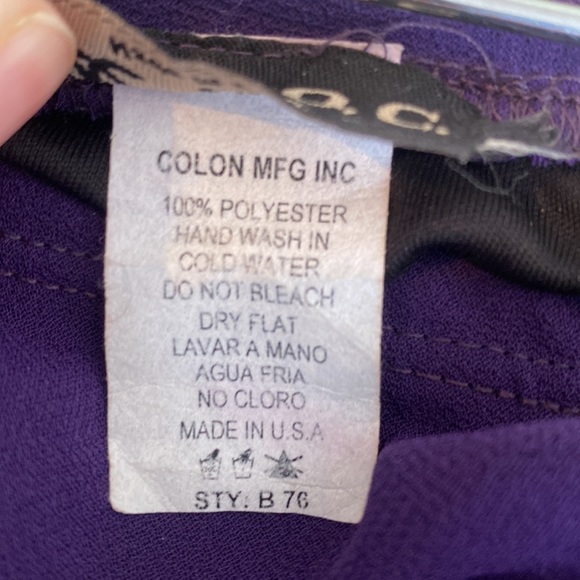 O.C.
COLON MFG INC
100% POLYESTER
HAND WASH IN
COLD WATER
DO NOT BLEACH
DRY FLAT
LAVAR A MANO
AGUA FRIA
NO CLORO
MADE IN U.S.A
STY: B 76